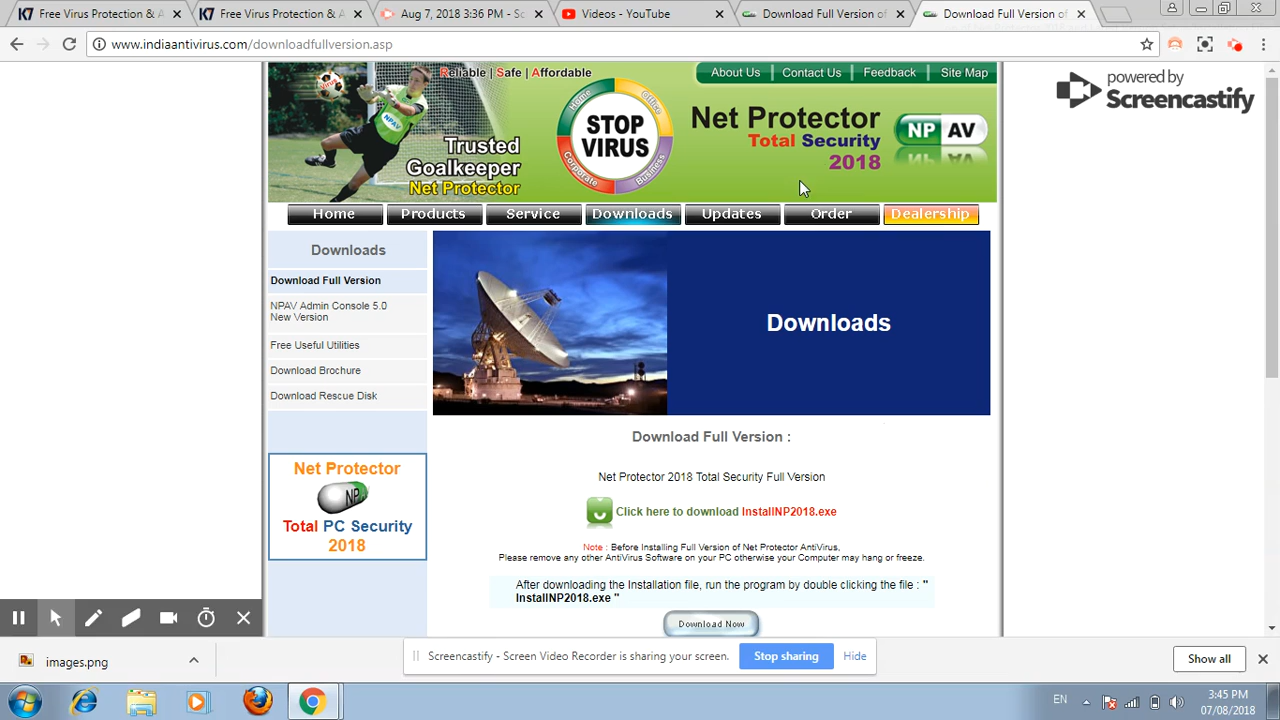 Free Virus Protection & A
Free Virus Protection & A
Aug 7, 2018 3:36 PM - Sc
Videos - YouTube
Download Full Version of
Download Full Version of
www.indiaantivirus.com/downloadfullversion.asp
Reliable | Safe | Affordable
About Us | Contact Us | Feedback | Site Map
powered by
Screencastify
Virus
NPAV
Trusted
Goalkeeper
Net Protector
Home
Office
Corporate
Business
STOP
VIRUS
Net Protector
Total Security
2018
NP AV
Home
Products
Service
Downloads
Updates
Order
Dealership
Downloads
Download Full Version
NPAV Admin Console 5.0
New Version
Free Useful Utilities
Download Brochure
Download Rescue Disk
Net Protector
NP
Total PC Security
2018
Downloads
Download Full Version :
Net Protector 2018 Total Security Full Version
Click here to download InstallNP2018.exe
Note : Before Installing Full Version of Net Protector AntiVirus,
Please remove any other AntiVirus Software on your PC otherwise your Computer may hang or freeze.
After downloading the Installation file, run the program by double clicking the file : "
InstallNP2018.exe "
Download Now
images.png
Screencastify - Screen Video Recorder is sharing your screen.
Stop sharing
Hide
Show all
EN
3:45 PM
07/08/2018